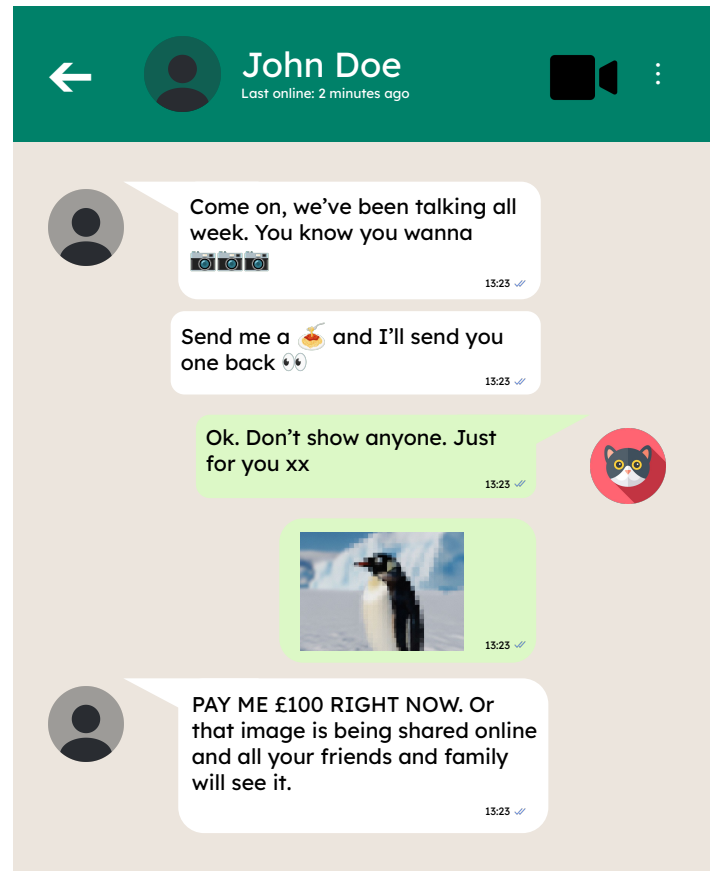 John Doe
Last online: 2 minutes ago
Come on, we’ve been talking all
week. You know you wanna
📷📷📷
13:23
Send me a 🍝 and I’ll send you
one back 👀
13:23
Ok. Don’t show anyone. Just
for you xx
13:23
13:23
PAY ME £100 RIGHT NOW. Or
that image is being shared online
and all your friends and family
will see it.
13:23